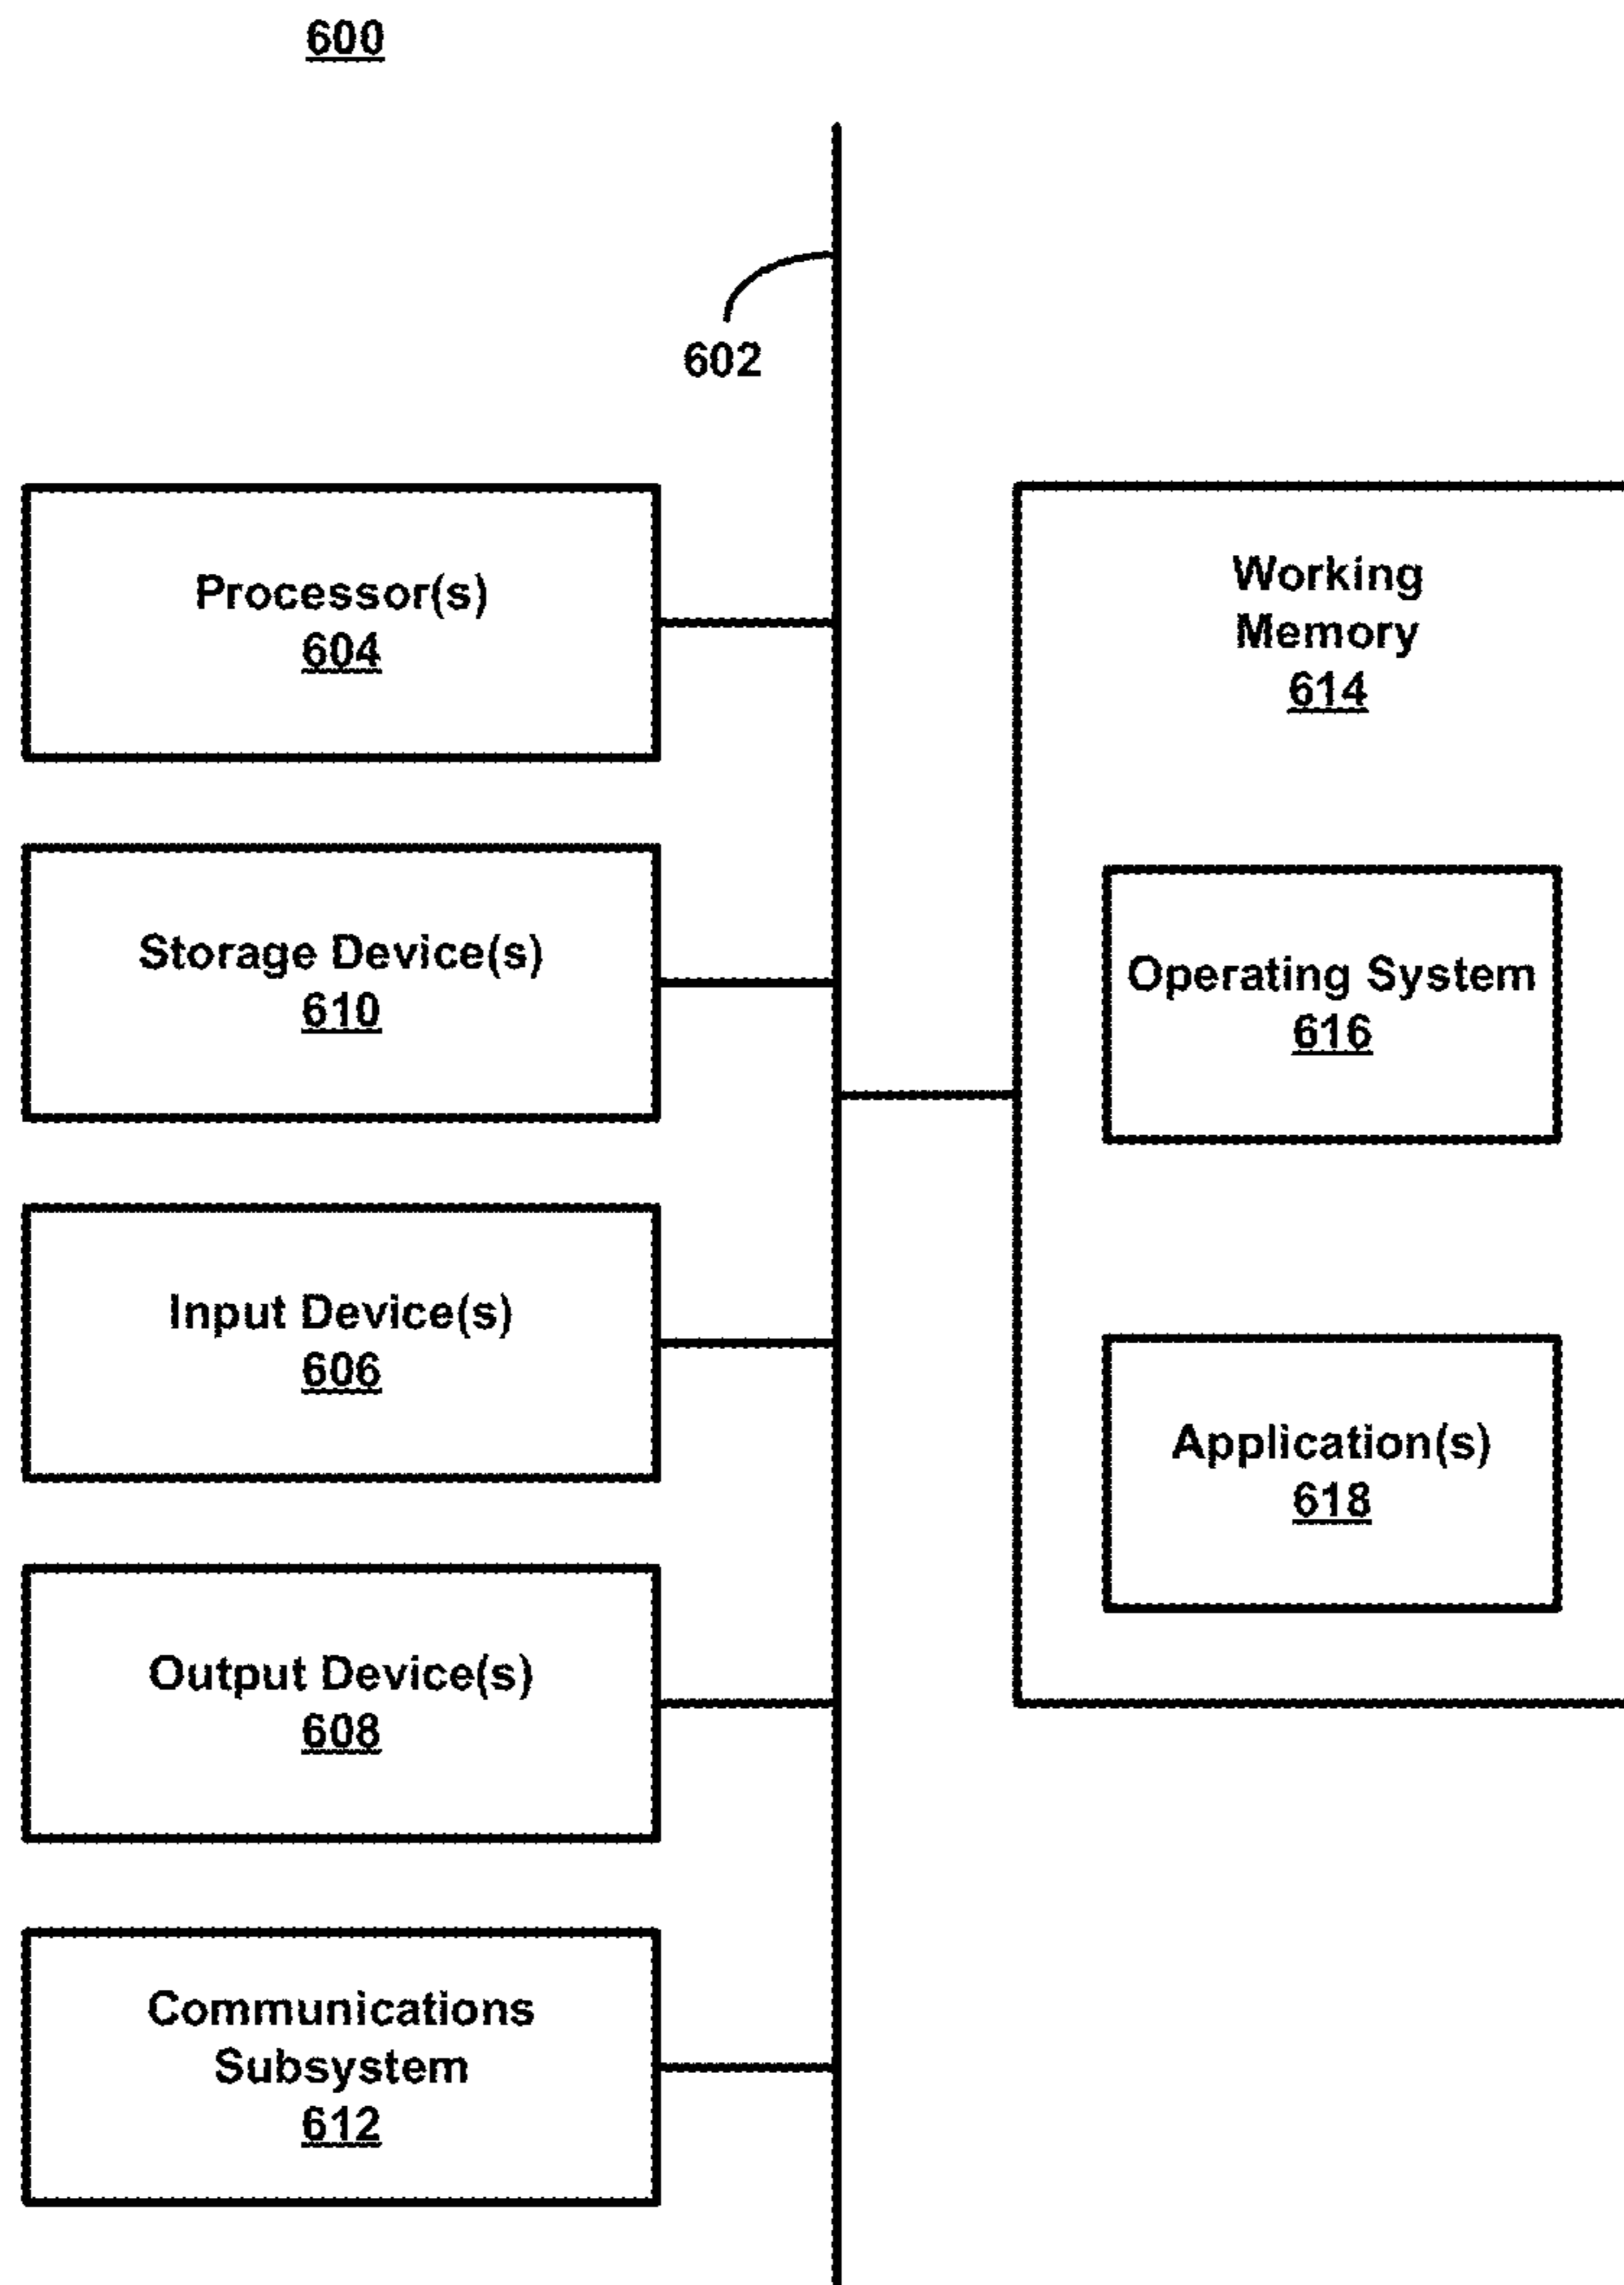 600
602
Processor(s)
604
Storage Device(s)
610
Input Device(s)
606
Output Device(s)
608
Communications
Subsystem
612
Working
Memory
614
Operating System
616
Application(s)
618